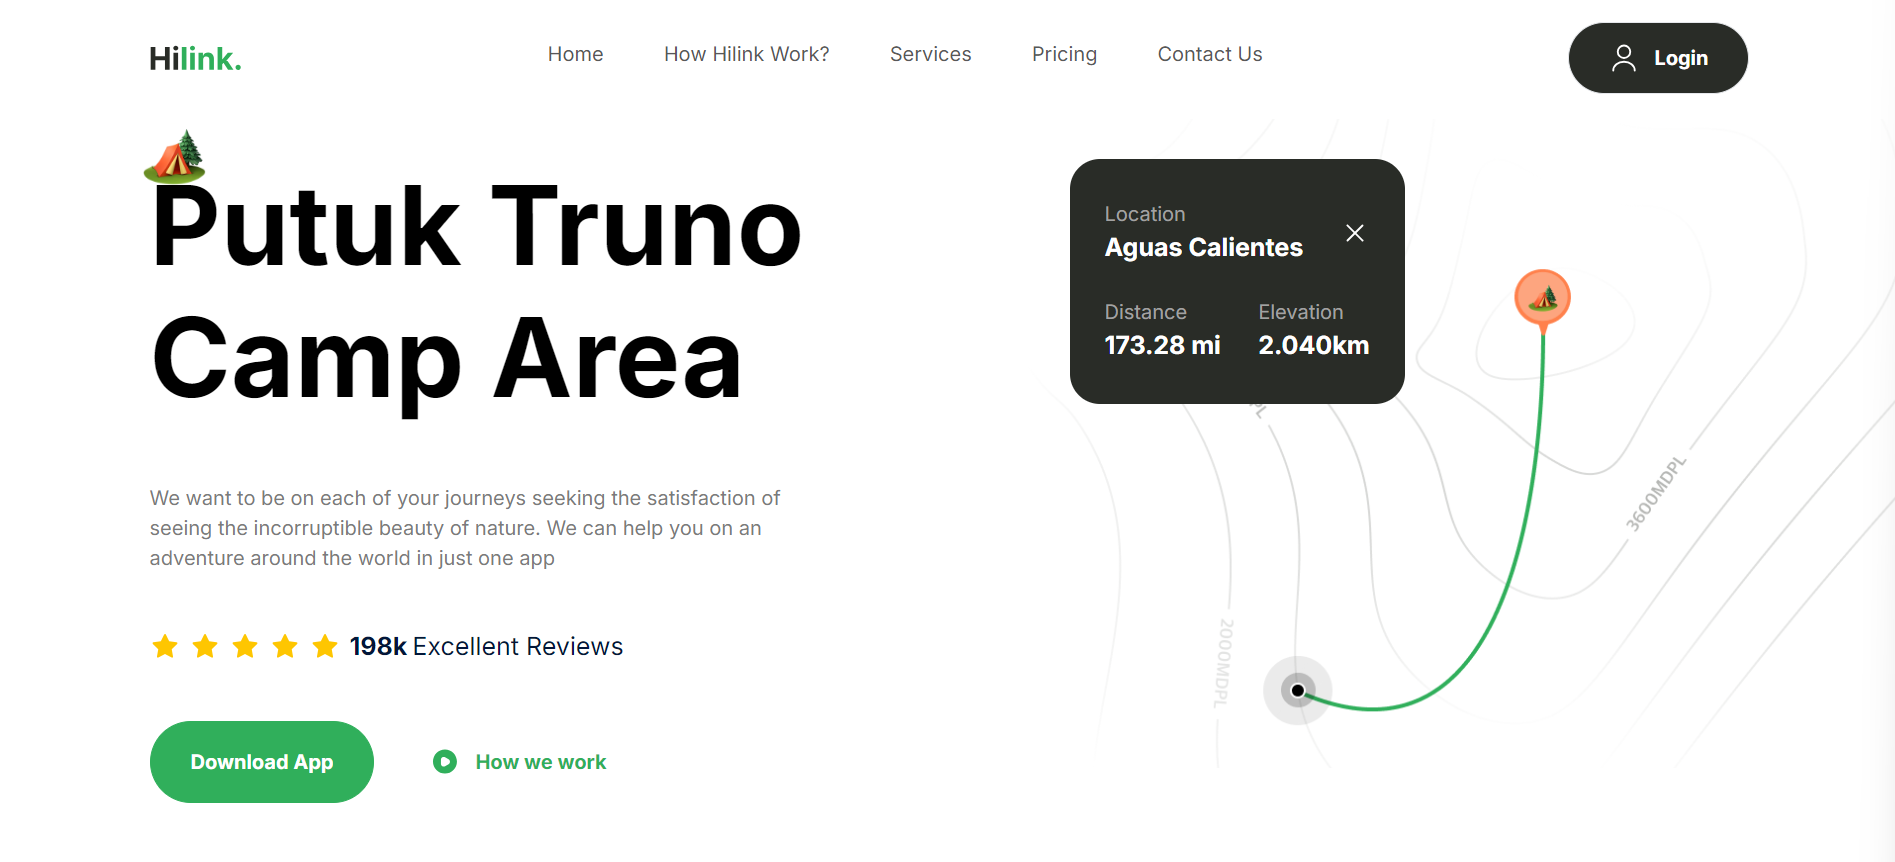 Hilink.
Home
How Hilink Work?
Services
Pricing
Contact Us
Login
Putuk Truno
Camp Area
We want to be on each of your journeys seeking the satisfaction of
seeing the incorruptible beauty of nature. We can help you on an
adventure around the world in just one app
198k Excellent Reviews
Download App
How we work
Location
Aguas Calientes
Distance
173.28 mi
Elevation
2.040km
3600MDPL
2000MDPL